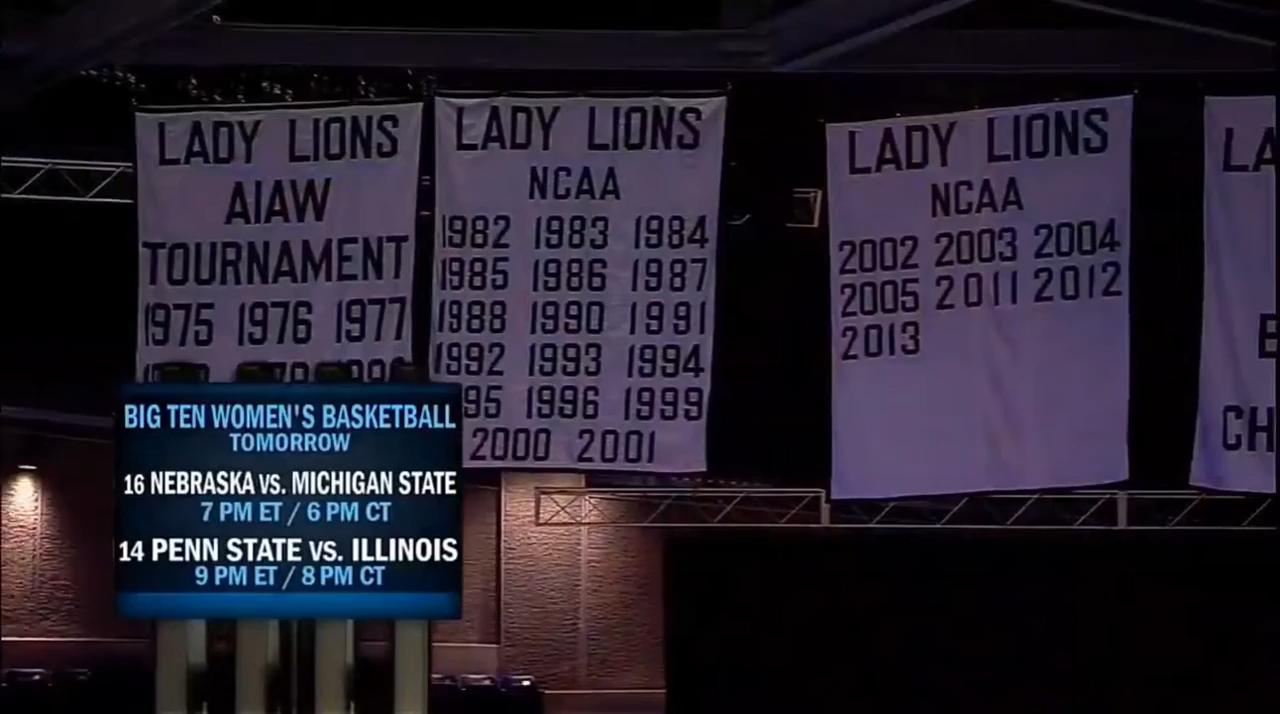 LADY LIONS
AIAW
TOURNAMENT
1975 1976 1977
LADY LIONS
NCAA
1982 1983 1984
1985 1986 1987
1988 1990 1991
1992 1993 1994
95 1996 1999
2000 2001
LADY LIONS
NCAA
2002 2003 2004
2005 2011 2012
2013
LA
B
CH
BIG TEN WOMEN'S BASKETBALL
TOMORROW
16 NEBRASKA VS. MICHIGAN STATE
7 PM ET / 6 PM CT
14 PENN STATE VS. ILLINOIS
9 PM ET / 8 PM CT